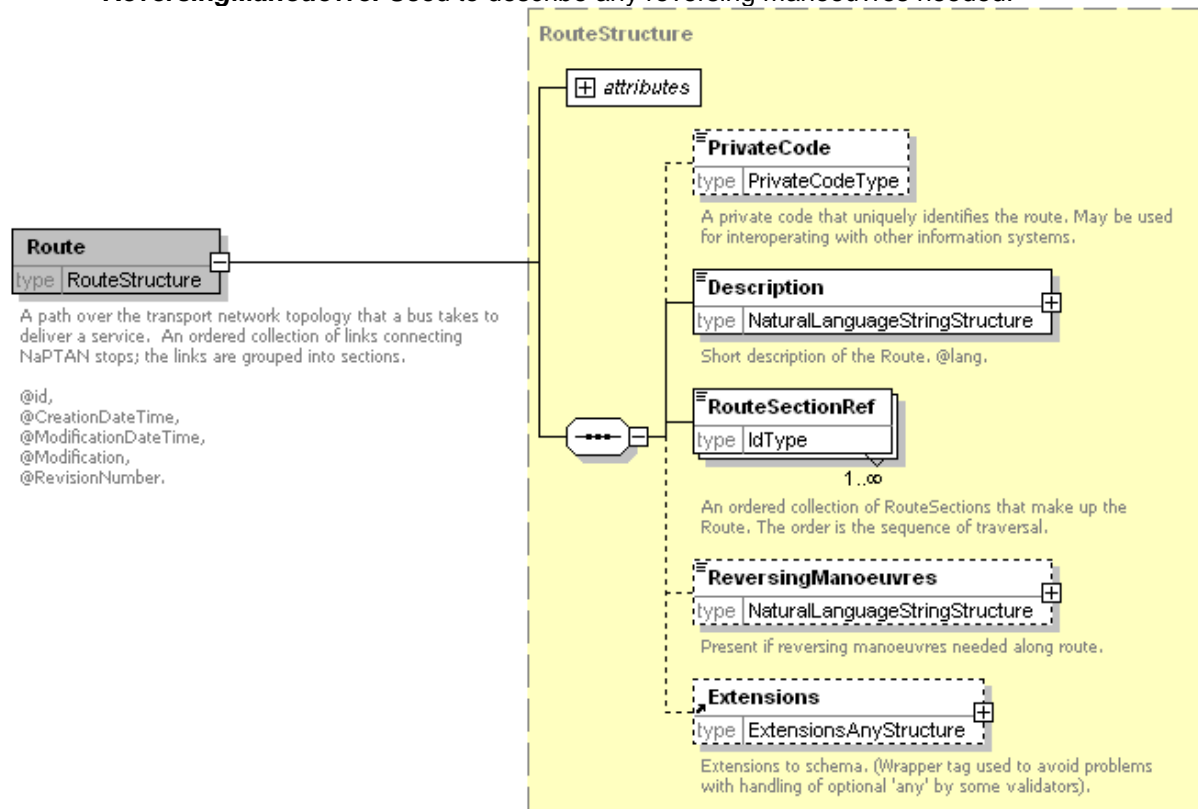 ReversingManoeuvre: Used to describe any reversing manoeuvres needed.
RouteStructure
attributes
PrivateCode
type PrivateCodeType
A private code that uniquely identifies the route. May be used
for interoperating with other information systems.
Route
type RouteStructure
A path over the transport network topology that a bus takes to
deliver a service. An ordered collection of links connecting
NaPTAN stops; the links are grouped into sections.
@id,
@CreationDateTime,
@ModificationDateTime,
@Modification,
@RevisionNumber.
Description
type NaturalLanguageStringStructure
Short description of the Route. @lang.
RouteSectionRef
type IdType
1..∞
An ordered collection of RouteSections that make up the
Route. The order is the sequence of traversal.
ReversingManoeuvres
type NaturalLanguageStringStructure
Present if reversing manoeuvres needed along route.
Extensions
type ExtensionsAnyStructure
Extensions to schema. (Wrapper tag used to avoid problems
with handling of optional 'any' by some validators).